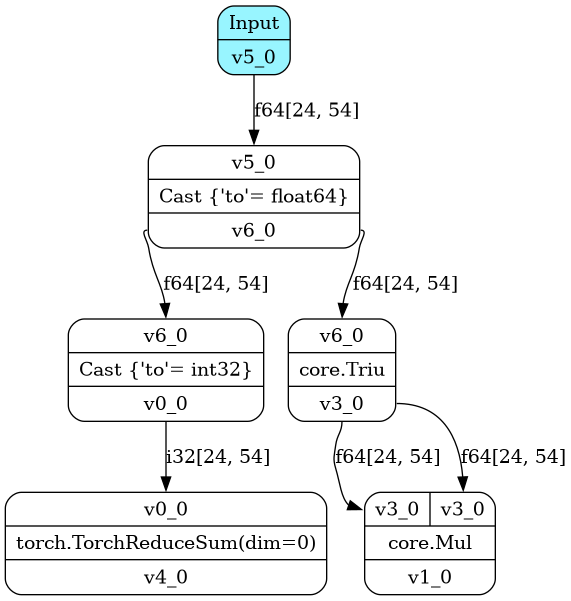 Input
v5_0
f64[24, 54]
v5_0
Cast {'to'= float64}
v6_0
f64[24, 54]
f64[24, 54]
v6_0
Cast {'to'= int32}
v0_0
v6_0
core.Triu
v3_0
i32[24, 54]
f64[24, 54]
f64[24, 54]
v0_0
torch.TorchReduceSum(dim=0)
v4_0
v3_0
v3_0
core.Mul
v1_0